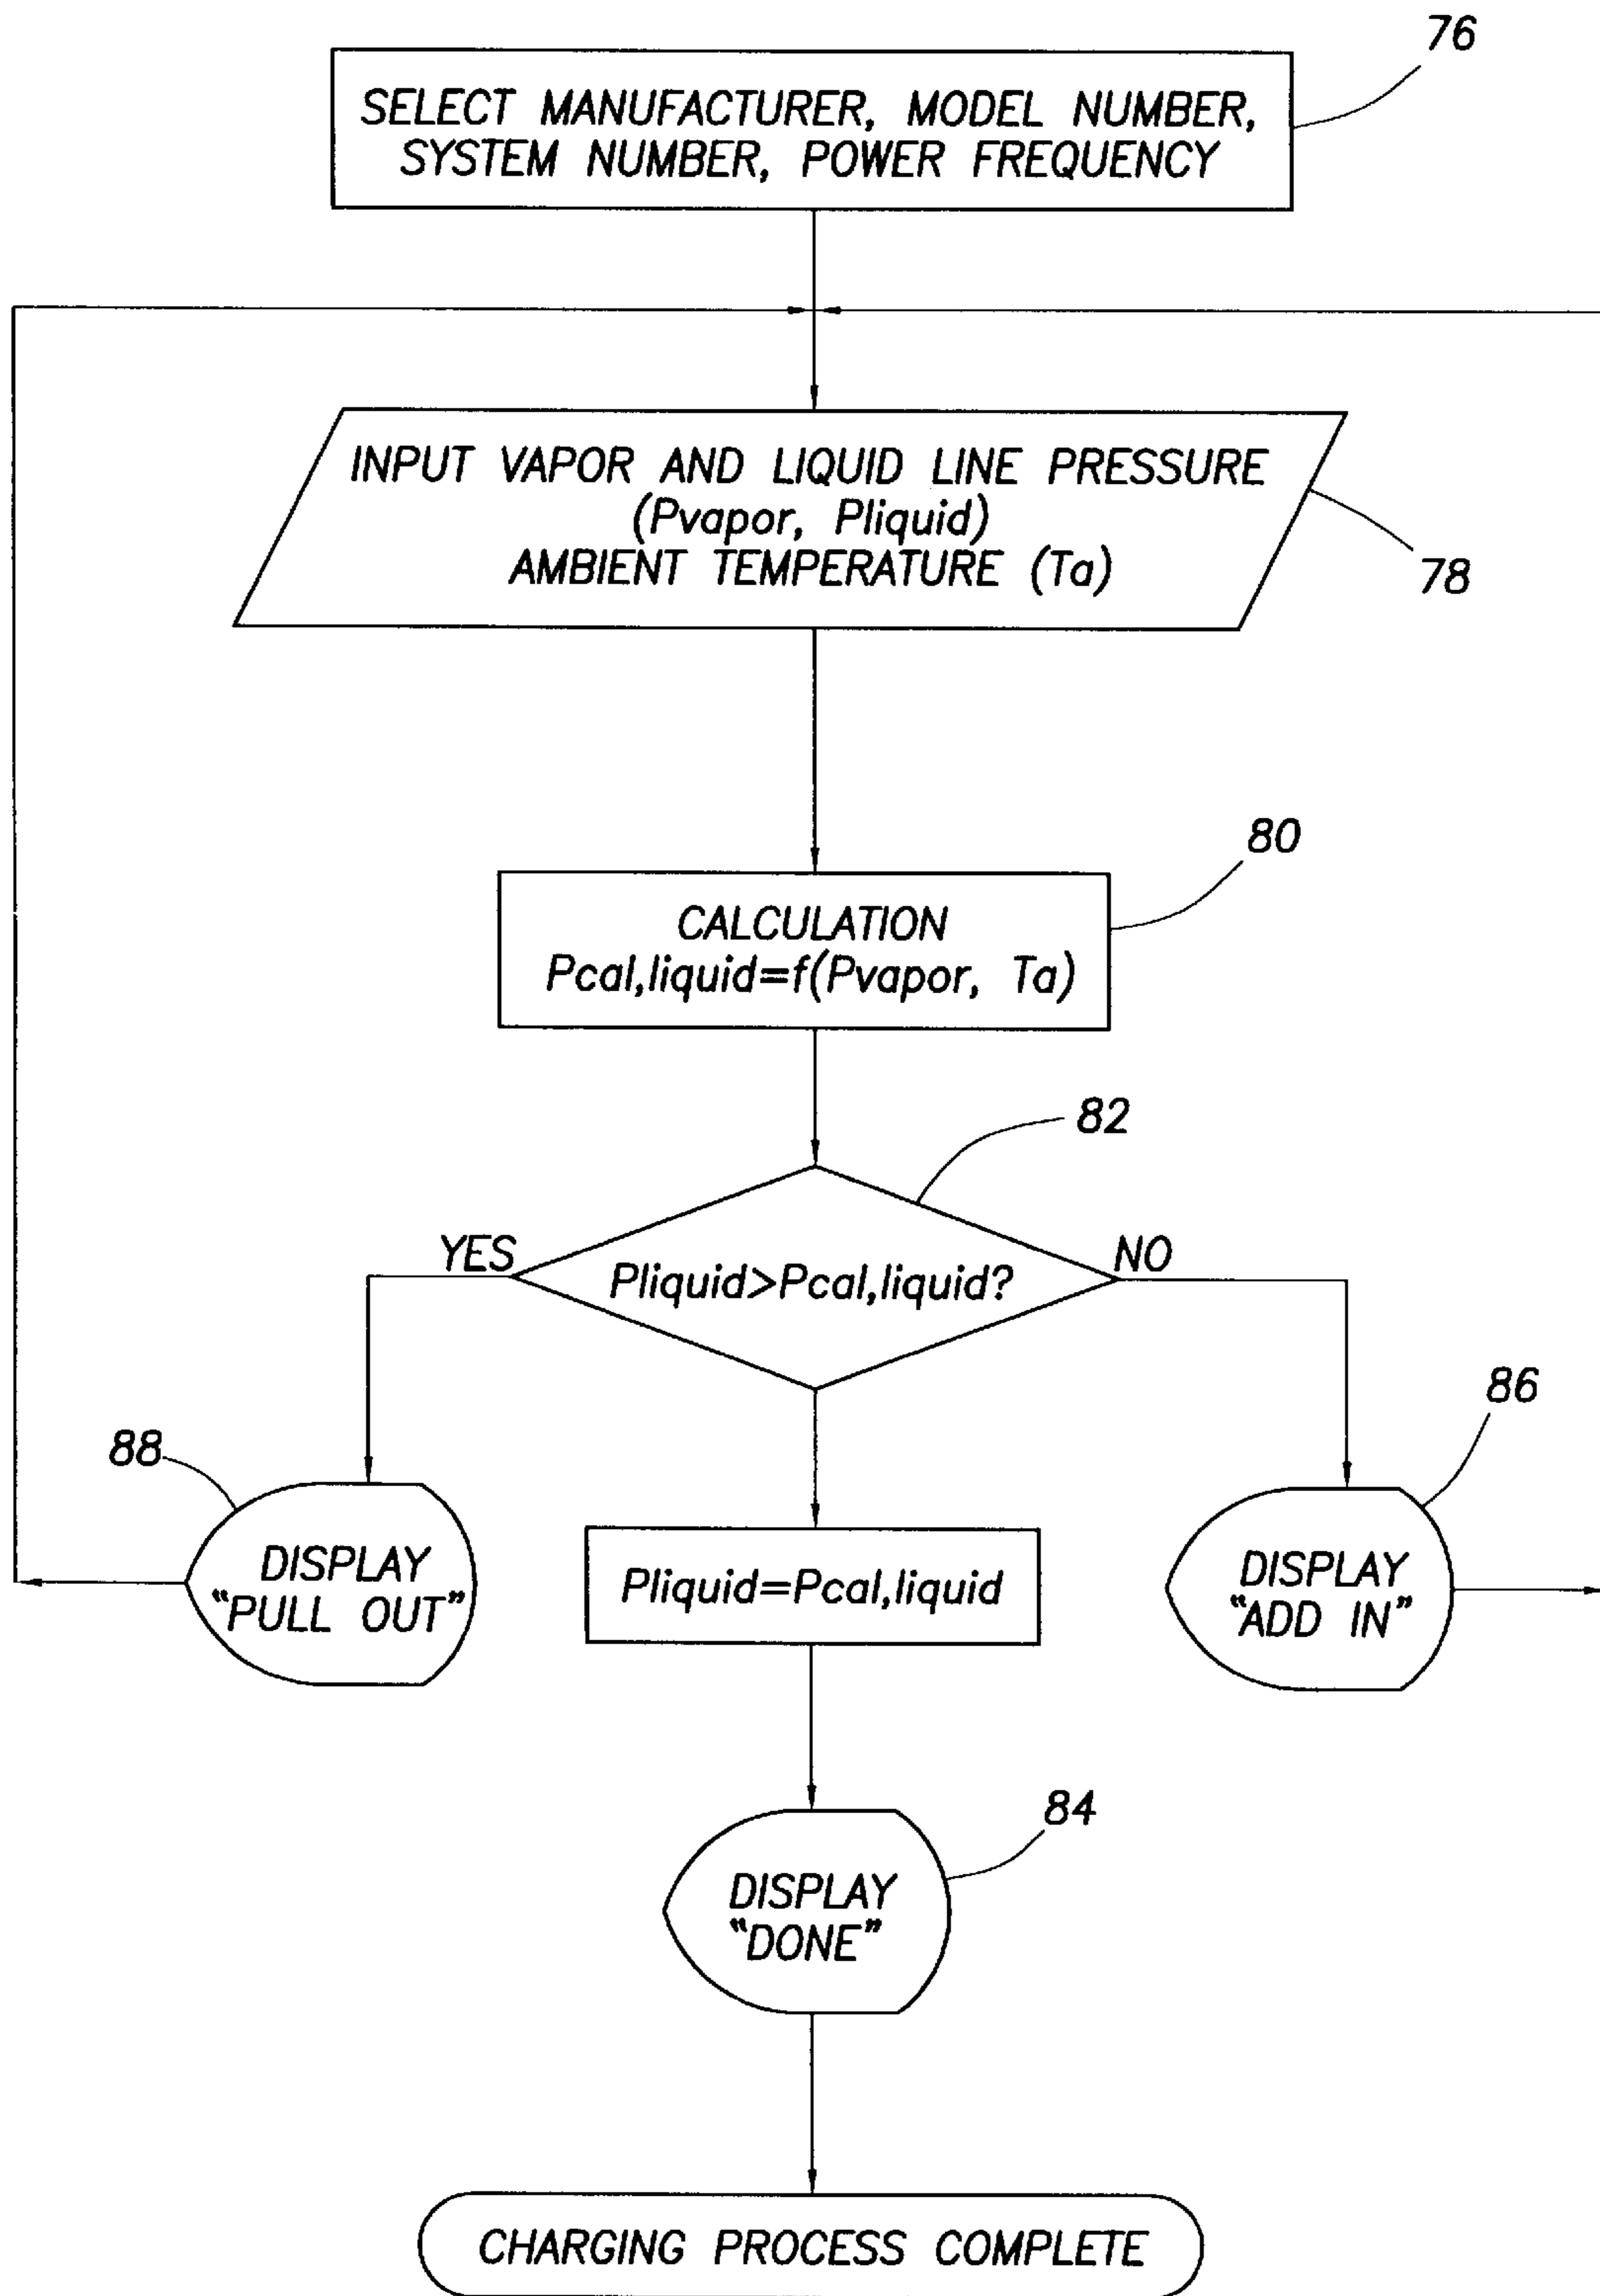 76
SELECT MANUFACTURER, MODEL NUMBER,
SYSTEM NUMBER, POWER FREQUENCY
INPUT VAPOR AND LIQUID LINE PRESSURE
(Pvapor, Pliquid)
AMBIENT TEMPERATURE (Ta)
78
80
CALCULATION
Pcal,liquid=f(Pvapor, Ta)
82
YES
NO
Pliquid>Pcal,liquid?
86
88
DISPLAY
"PULL OUT"
Pliquid=Pcal,liquid
DISPLAY
"ADD IN"
84
DISPLAY
"DONE"
CHARGING PROCESS COMPLETE